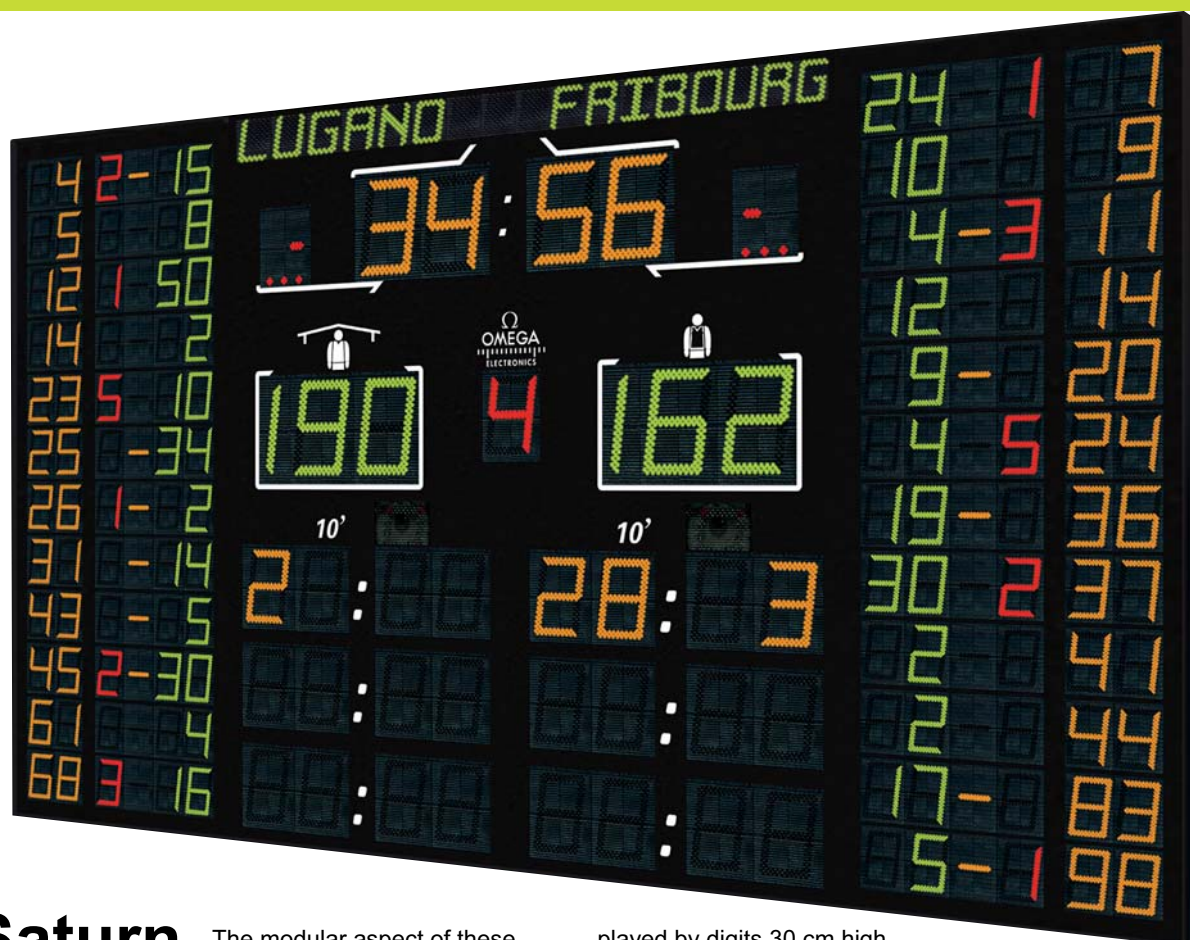 LUGANO FRIBOURG
34:56
Ω
OMEGA
ELECTRONICS
190 4 162
10' 10'
2 : 28: 3
:  :
:  :
4 2- 15
5 8
12 1 50
14 2
23 5 10
25 -34
26 1- 2
31 -14
43 - 5
45 2-30
61 4
68 3 16
24 1 7
10 9
4-3 11
12 14
9- 20
4- 5 24
19- 36
30 2 37
2 41
2 44
17- 83
5-1 98
Saturn
The modular aspect of these
played by digits 30 cm high